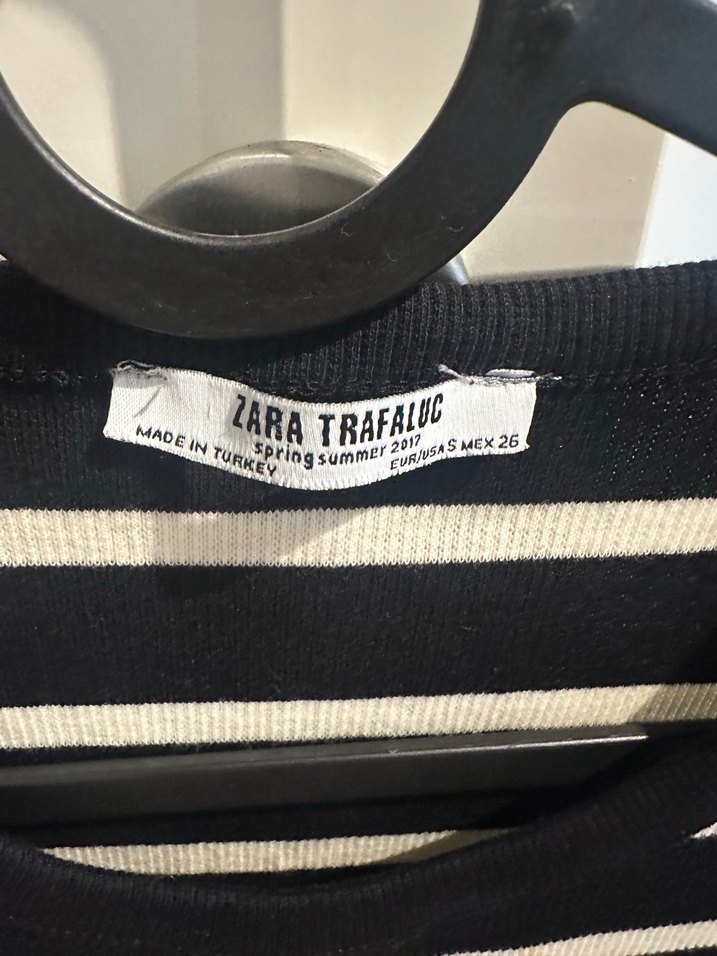 ZARA TRAFALUC
spring summer 2017
MADE IN TURKEY
EUR/USA S MEX 26